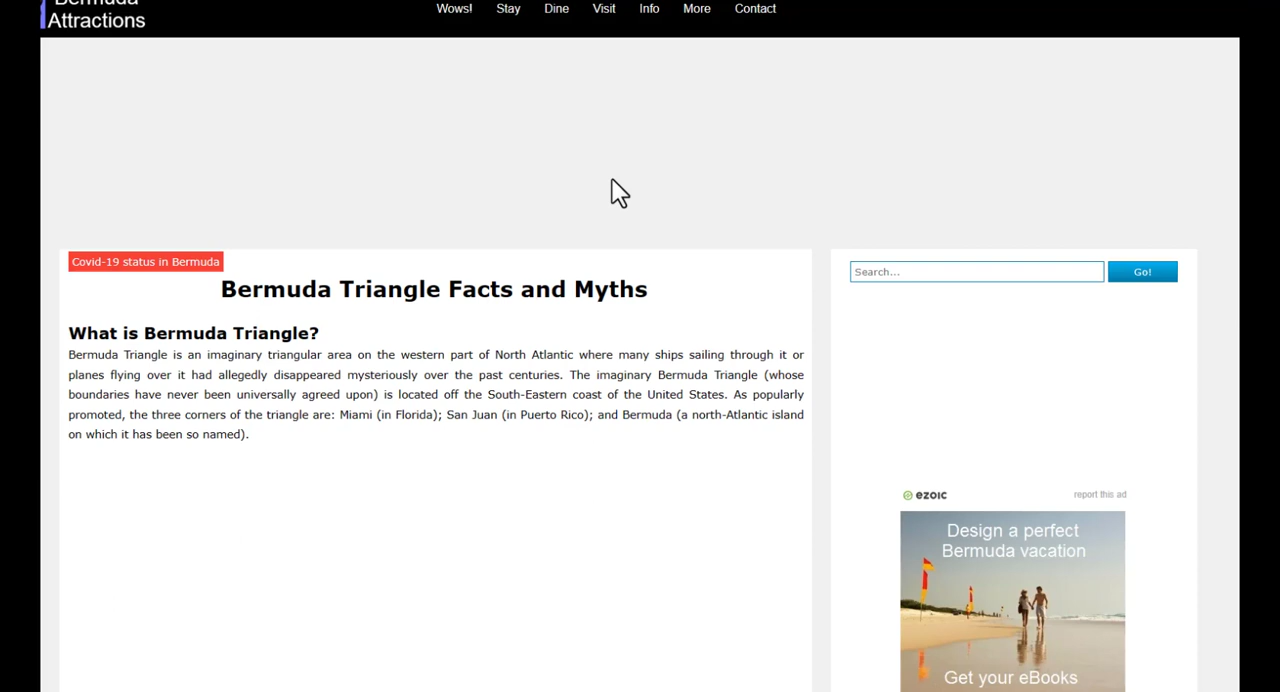 Bermuda
Attractions
Wows! Stay Dine Visit Info More Contact
Covid-19 status in Bermuda
Bermuda Triangle Facts and Myths
What is Bermuda Triangle?
Bermuda Triangle is an imaginary triangular area on the western part of North Atlantic where many ships sailing through it or
planes flying over it had allegedly disappeared mysteriously over the past centuries. The imaginary Bermuda Triangle (whose
boundaries have never been universally agreed upon) is located off the South-Eastern coast of the United States. As popularly
promoted, the three corners of the triangle are: Miami (in Florida); San Juan (in Puerto Rico); and Bermuda (a north-Atlantic island
on which it has been so named).
Search...
Go!
ezoic
report this ad
Design a perfect
Bermuda vacation
Get your eBooks